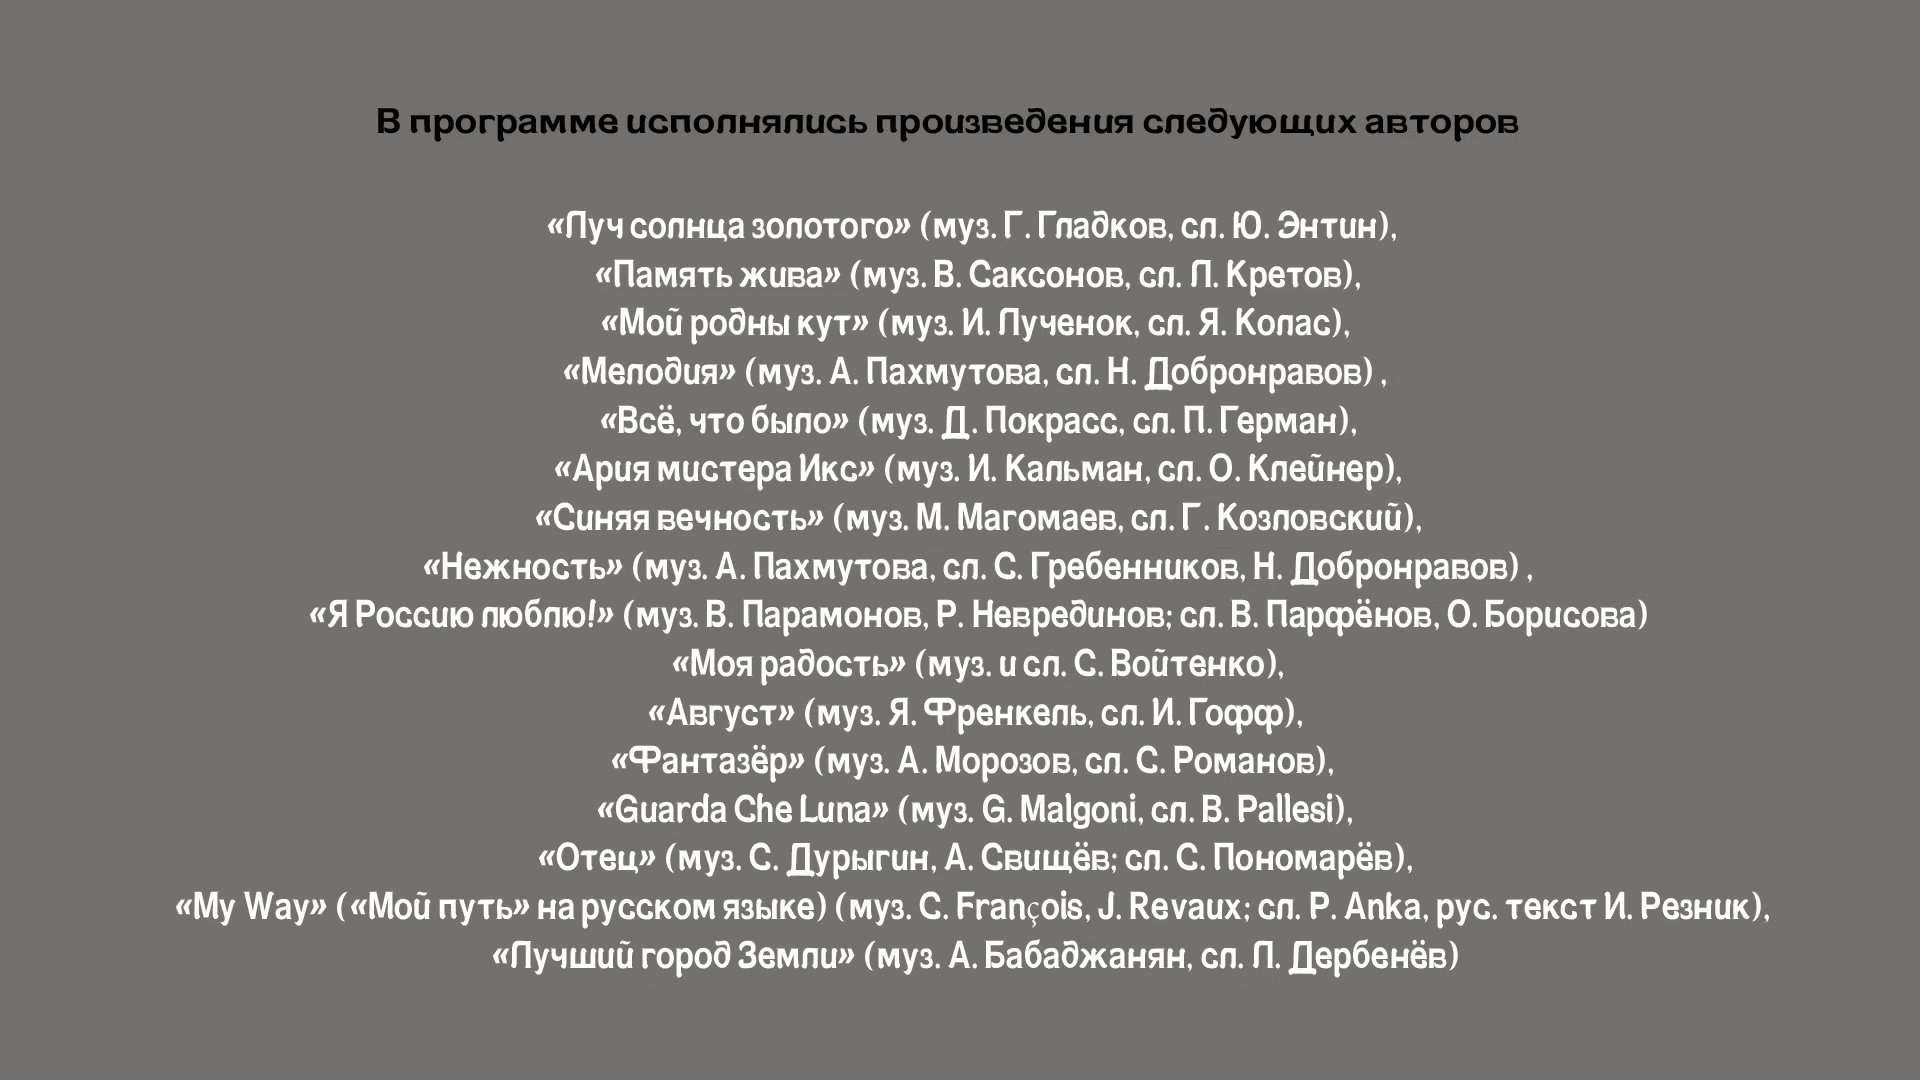 В программе исполнялись произведения следующих авторов
«Луч солнца золотого» (муз. Г. Гладков, сл. Ю. Энтин),
«Память жива» (муз. В. Саксонов, сл. Л. Кретов),
«Мой родны кут» (муз. И. Лученок, сл. Я. Колас),
«Мелодия» (муз. А. Пахмутова, сл. Н. Добронравов) ,
«Всё, что было» (муз. Д. Покрасс, сл. П. Герман),
«Ария мистера Икс» (муз. И. Кальман, сл. О. Клейнер),
«Синяя вечность» (муз. М. Магомаев, сл. Г. Козловский),
«Нежность» (муз. А. Пахмутова, сл. С. Гребенников, Н. Добронравов) ,
«Я Россию люблю!» (муз. В. Парамонов, Р. Неврединов; сл. В. Парфёнов, О. Борисова)
«Моя радость» (муз. и сл. С. Войтенко),
«Август» (муз. Я. Френкель, сл. И. Гофф),
«Фантазёр» (муз. А. Морозов, сл. С. Романов),
«Guarda Che Luna» (муз. G. Malgoni, сл. B. Pallesi),
«Отец» (муз. С. Дурыгин, А. Свищёв; сл. С. Пономарёв),
«My Way» («Мой путь» на русском языке) (муз. C. François, J. Revaux; сл. P. Anka, рус. текст И. Резник),
«Лучший город Земли» (муз. А. Бабаджанян, сл. Л. Дербенёв)